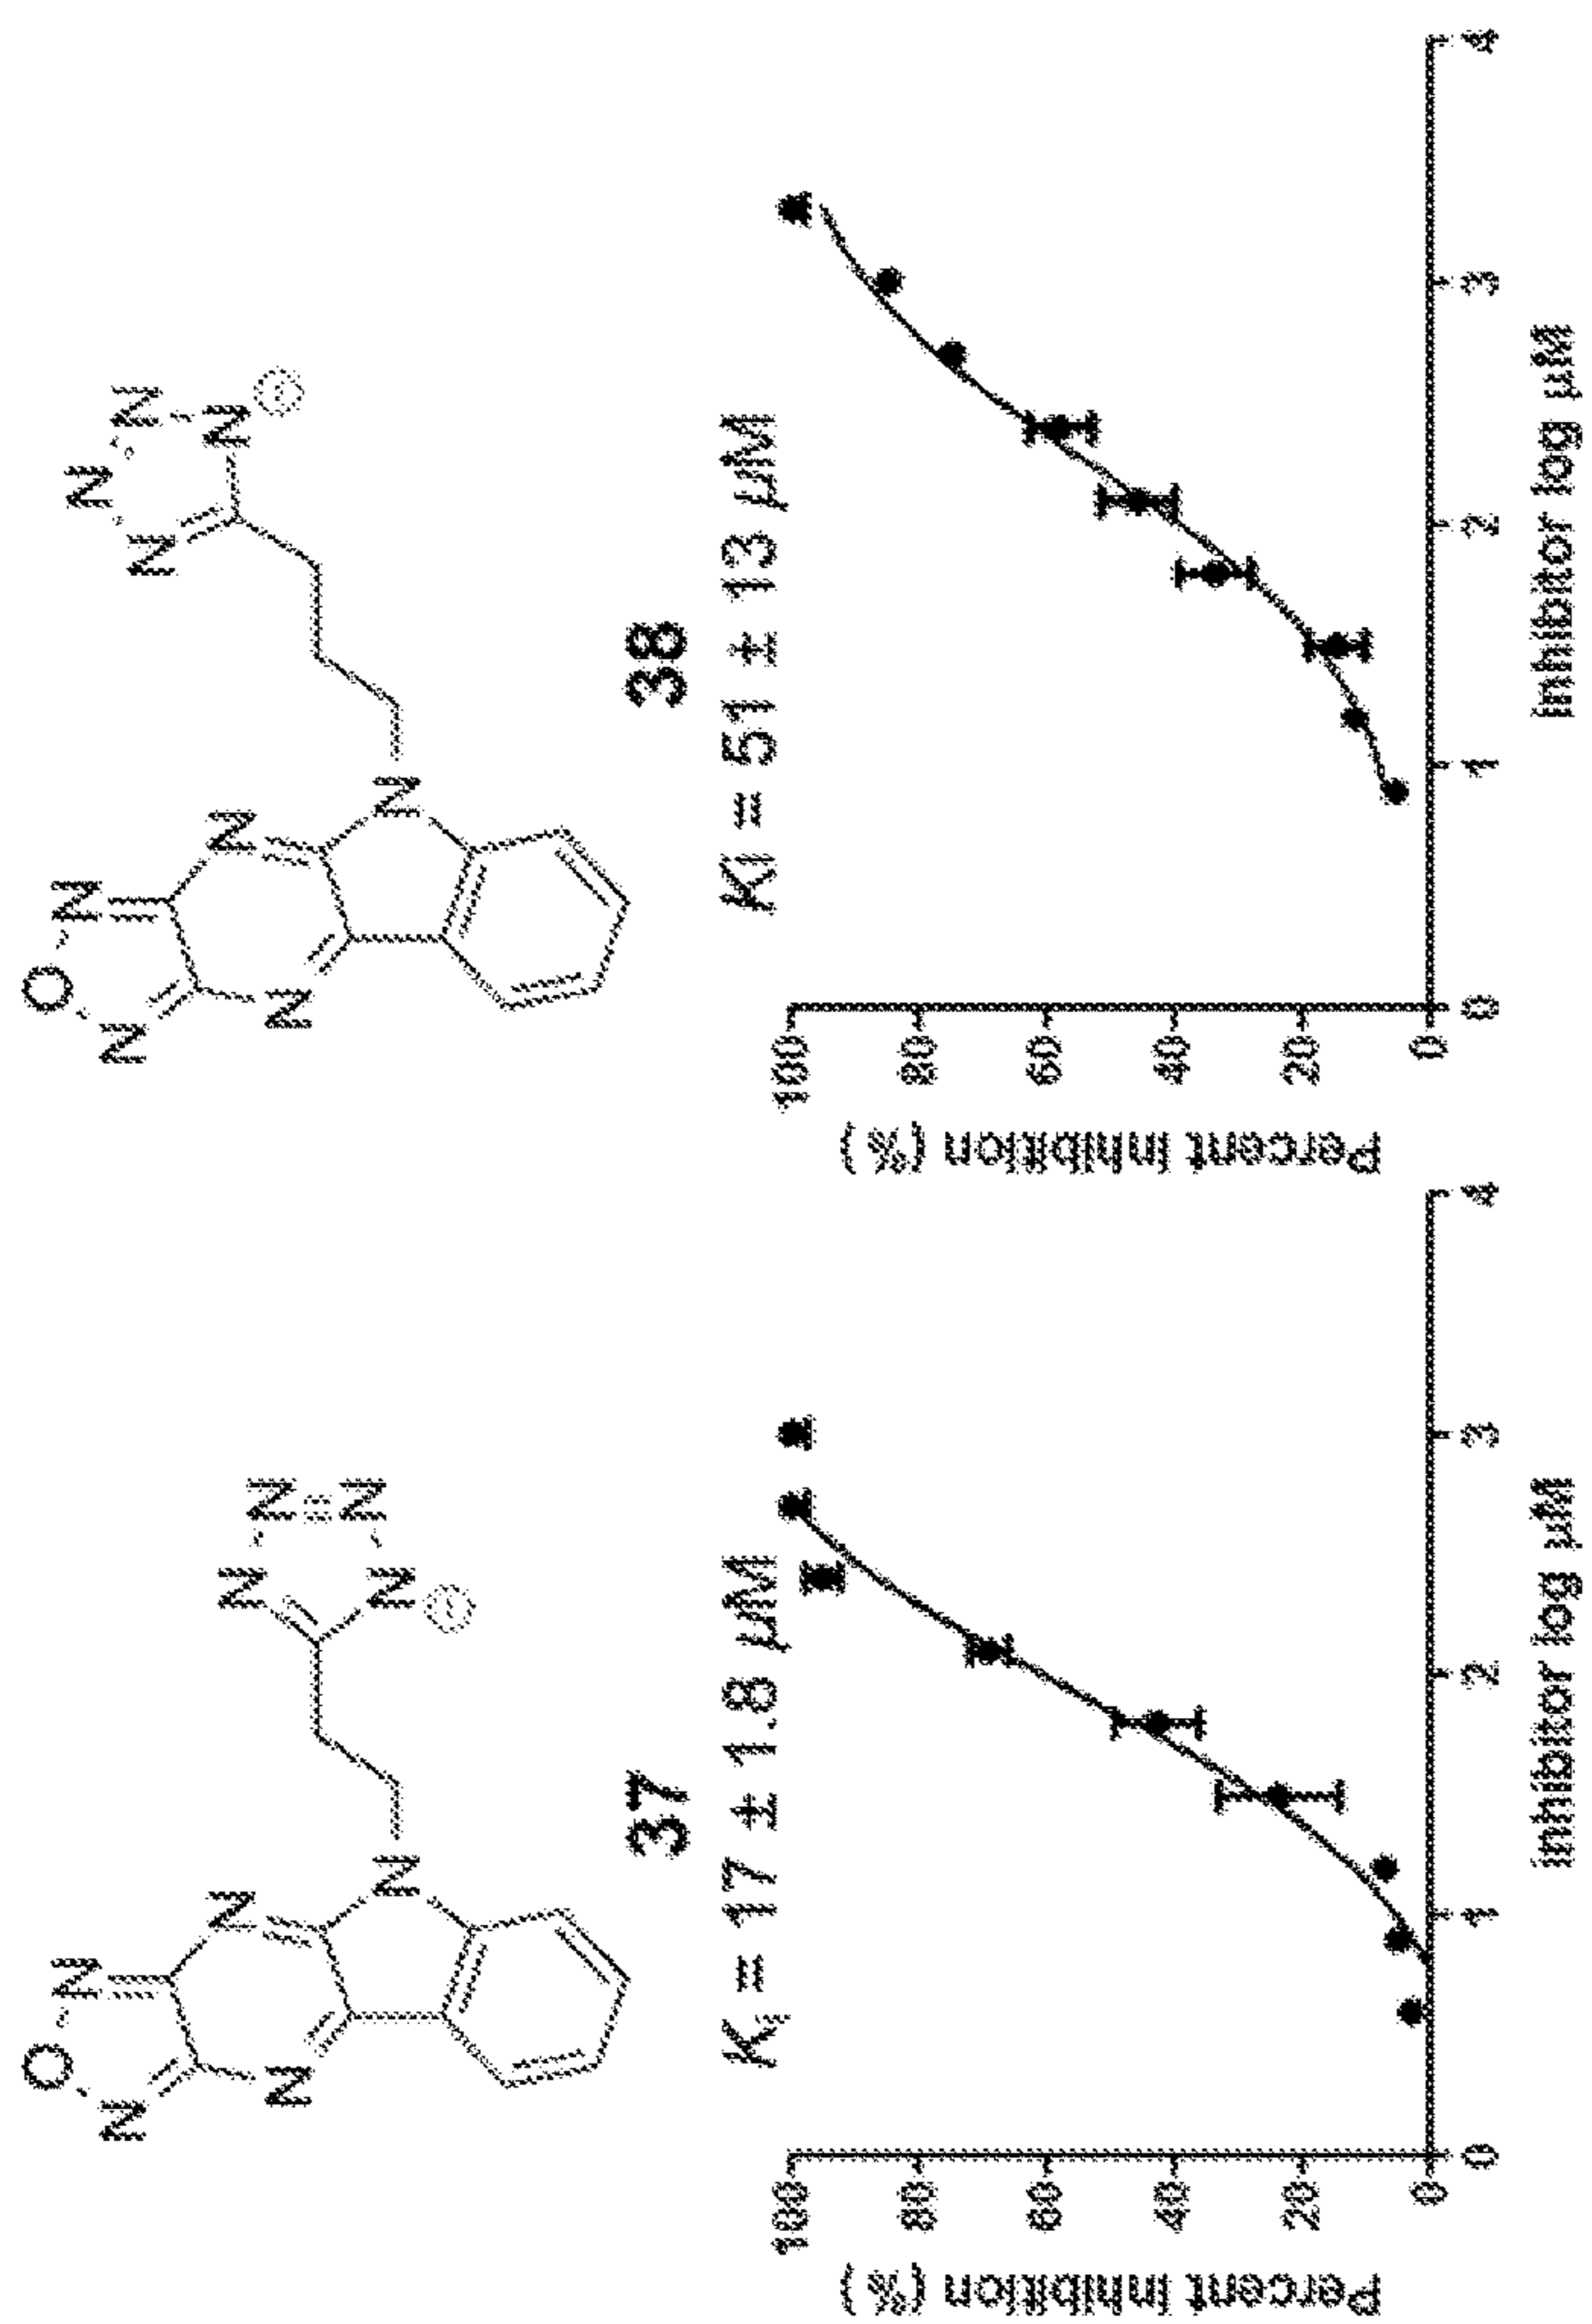 O
N N
N N
N
N N
N N
⊖
37
Ki = 17 ± 1.8 µM
Percent inhibition (%)
100
80
60
40
20
0
0 1 2 3 4
inhibitor log µM
O
N N
N N
N
N N
N N
⊖
38
Ki = 51 ± 13 µM
Percent inhibition (%)
100
80
60
40
20
0
0 1 2 3 4
inhibitor log µM